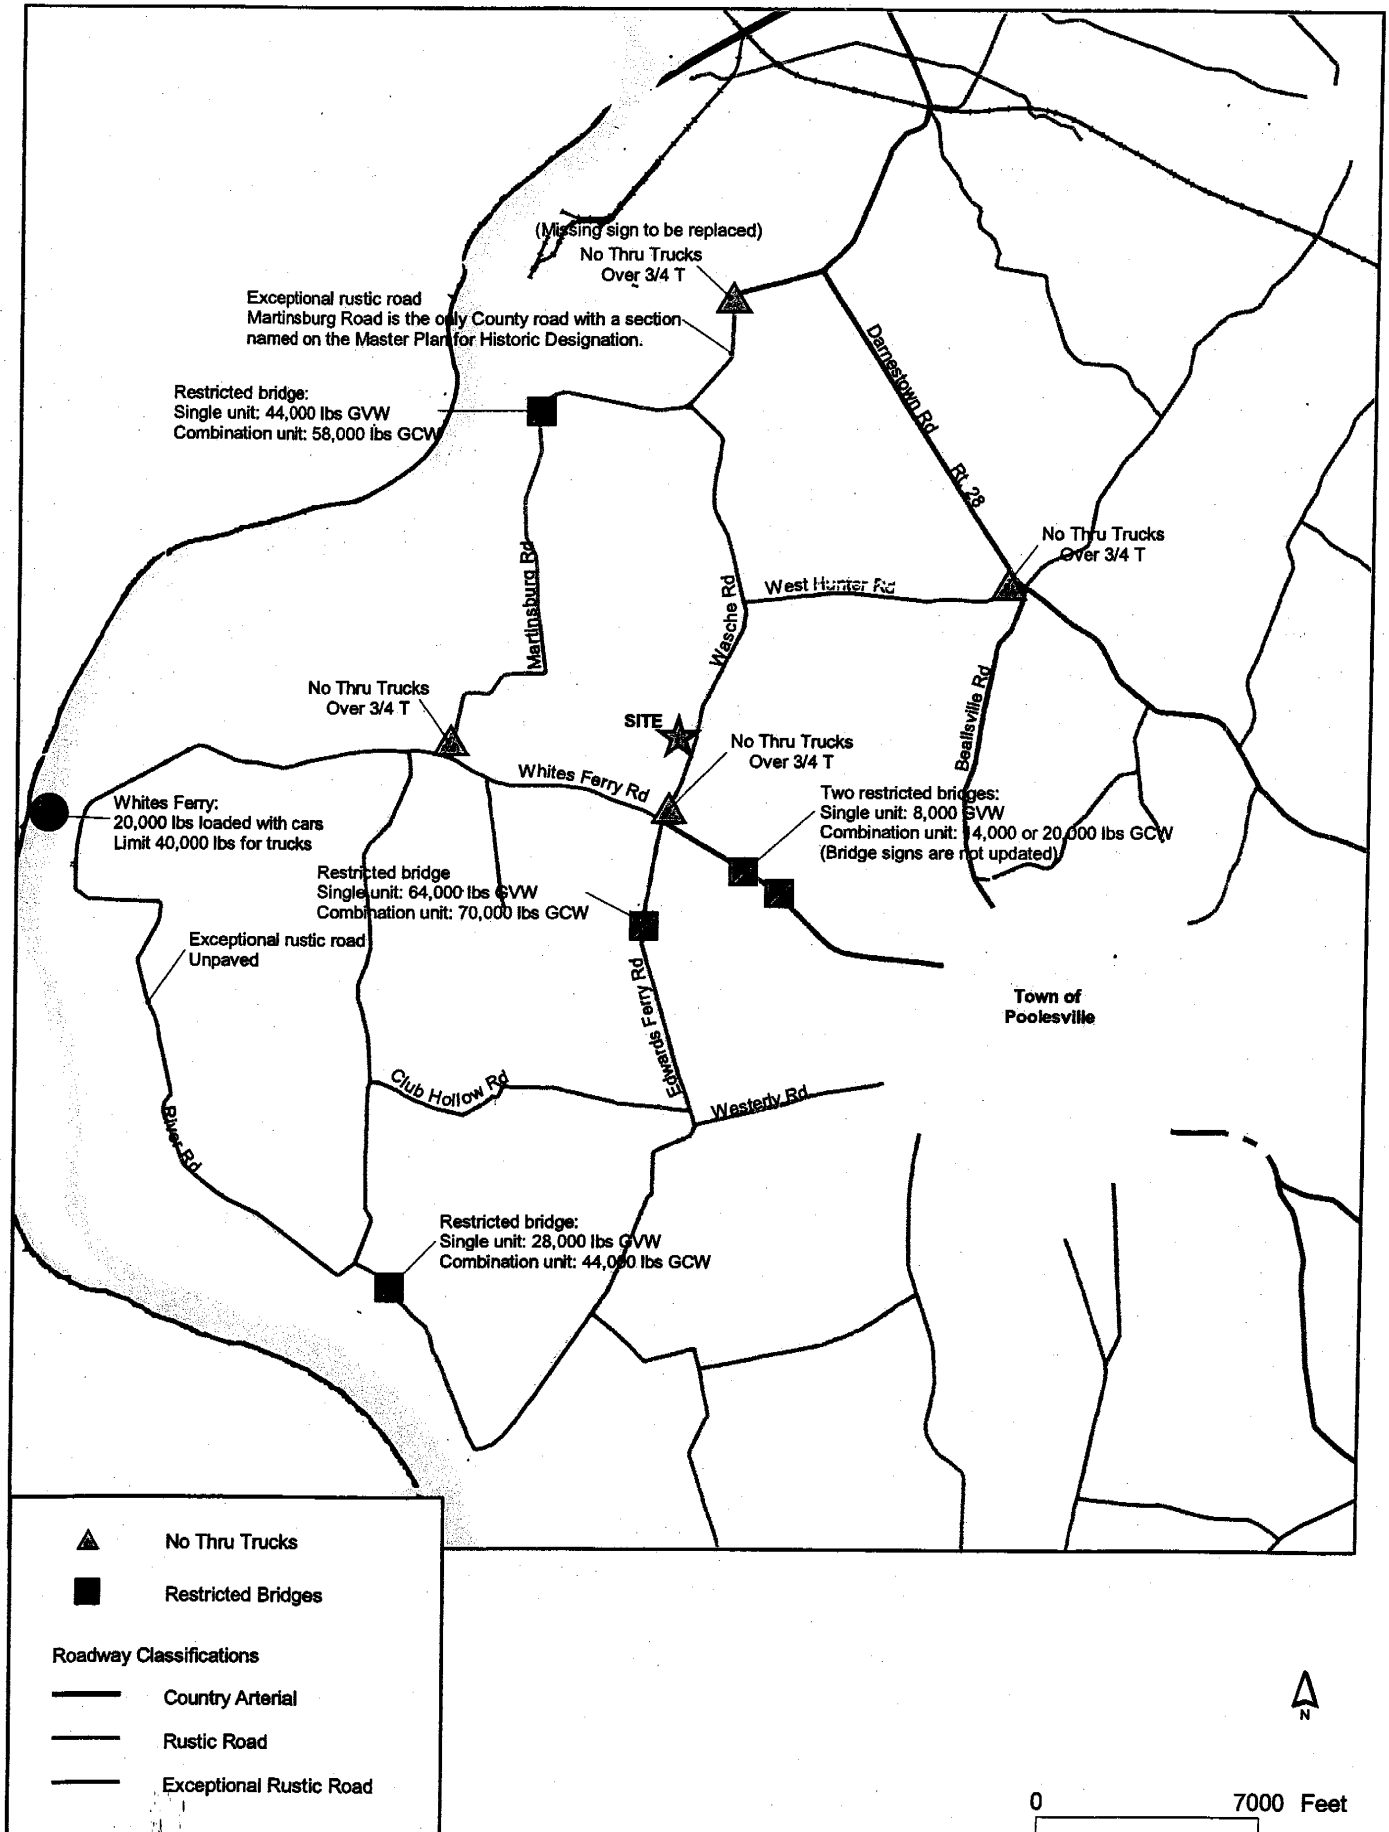 (Missing sign to be replaced)
No Thru Trucks
Over 3/4 T
Exceptional rustic road
Martinsburg Road is the only County road with a section
named on the Master Plan for Historic Designation.
Darnestown Rd
Rt. 28
Restricted bridge:
Single unit: 44,000 lbs GVW
Combination unit: 58,000 lbs GCW
No Thru Trucks
Over 3/4 T
Martinsburg Rd
West Hunter Rd
Wasche Rd
Beallsville Rd
No Thru Trucks
Over 3/4 T
SITE
No Thru Trucks
Over 3/4 T
Whites Ferry Rd
Two restricted bridges:
Single unit: 8,000 GVW
Combination unit: 14,000 or 20,000 lbs GCW
(Bridge signs are not updated)
Whites Ferry:
20,000 lbs loaded with cars
Limit 40,000 lbs for trucks
Restricted bridge
Single unit: 64,000 lbs GVW
Combination unit: 70,000 lbs GCW
Exceptional rustic road
Unpaved
Edwards Ferry Rd
Town of
Poolesville
Club Hollow Rd
Westerly Rd
River Rd
Restricted bridge:
Single unit: 28,000 lbs GVW
Combination unit: 44,000 lbs GCW
No Thru Trucks
Restricted Bridges
Roadway Classifications
Country Arterial
Rustic Road
Exceptional Rustic Road
N
0 7000 Feet